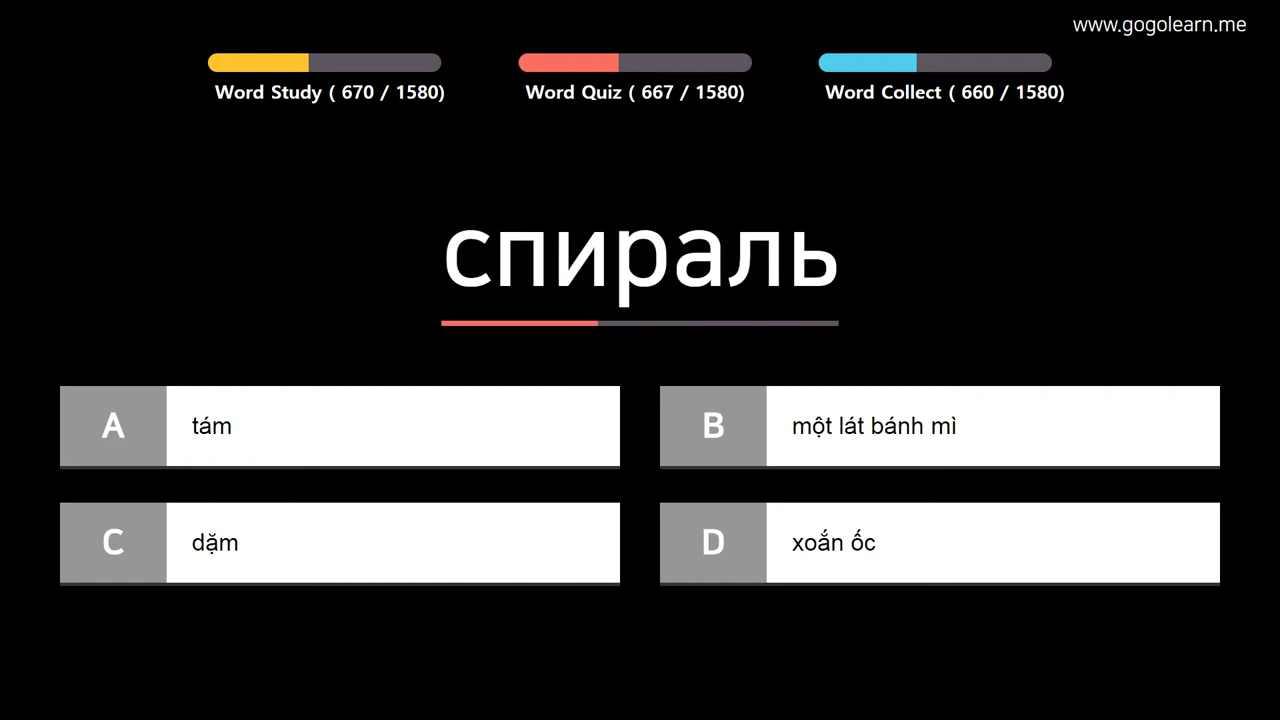 www.gogolearn.me
Word Study ( 670 / 1580)
Word Quiz ( 667 / 1580)
Word Collect ( 660 / 1580)
спираль
A
tám
B
một lát bánh mì
C
dặm
D
xoắn ốc